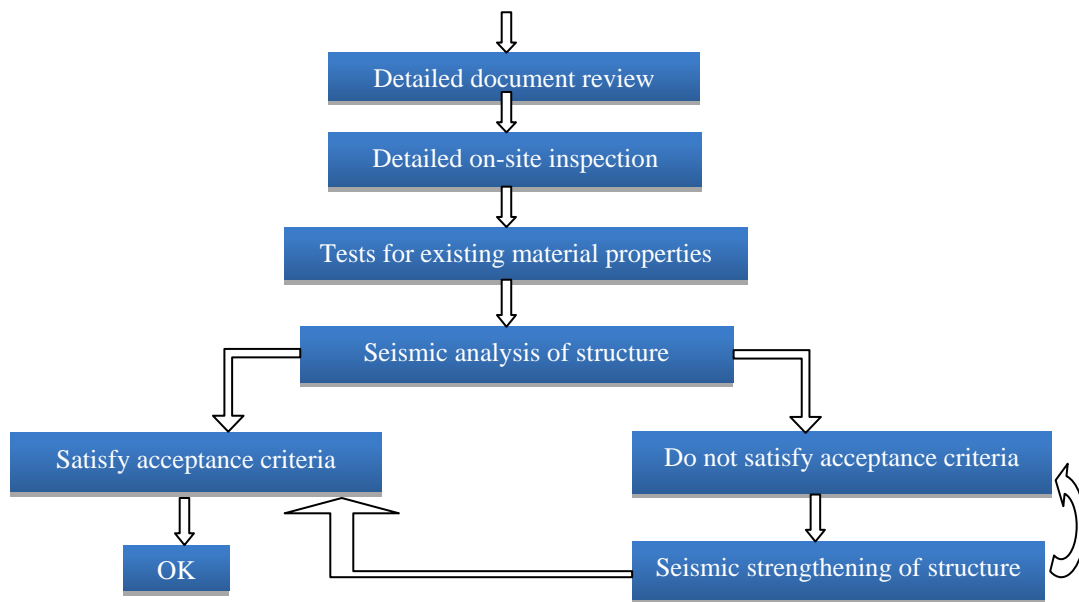 Detailed document review
Detailed on-site inspection
Tests for existing material properties
Seismic analysis of structure
Satisfy acceptance criteria
Do not satisfy acceptance criteria
OK
Seismic strengthening of structure